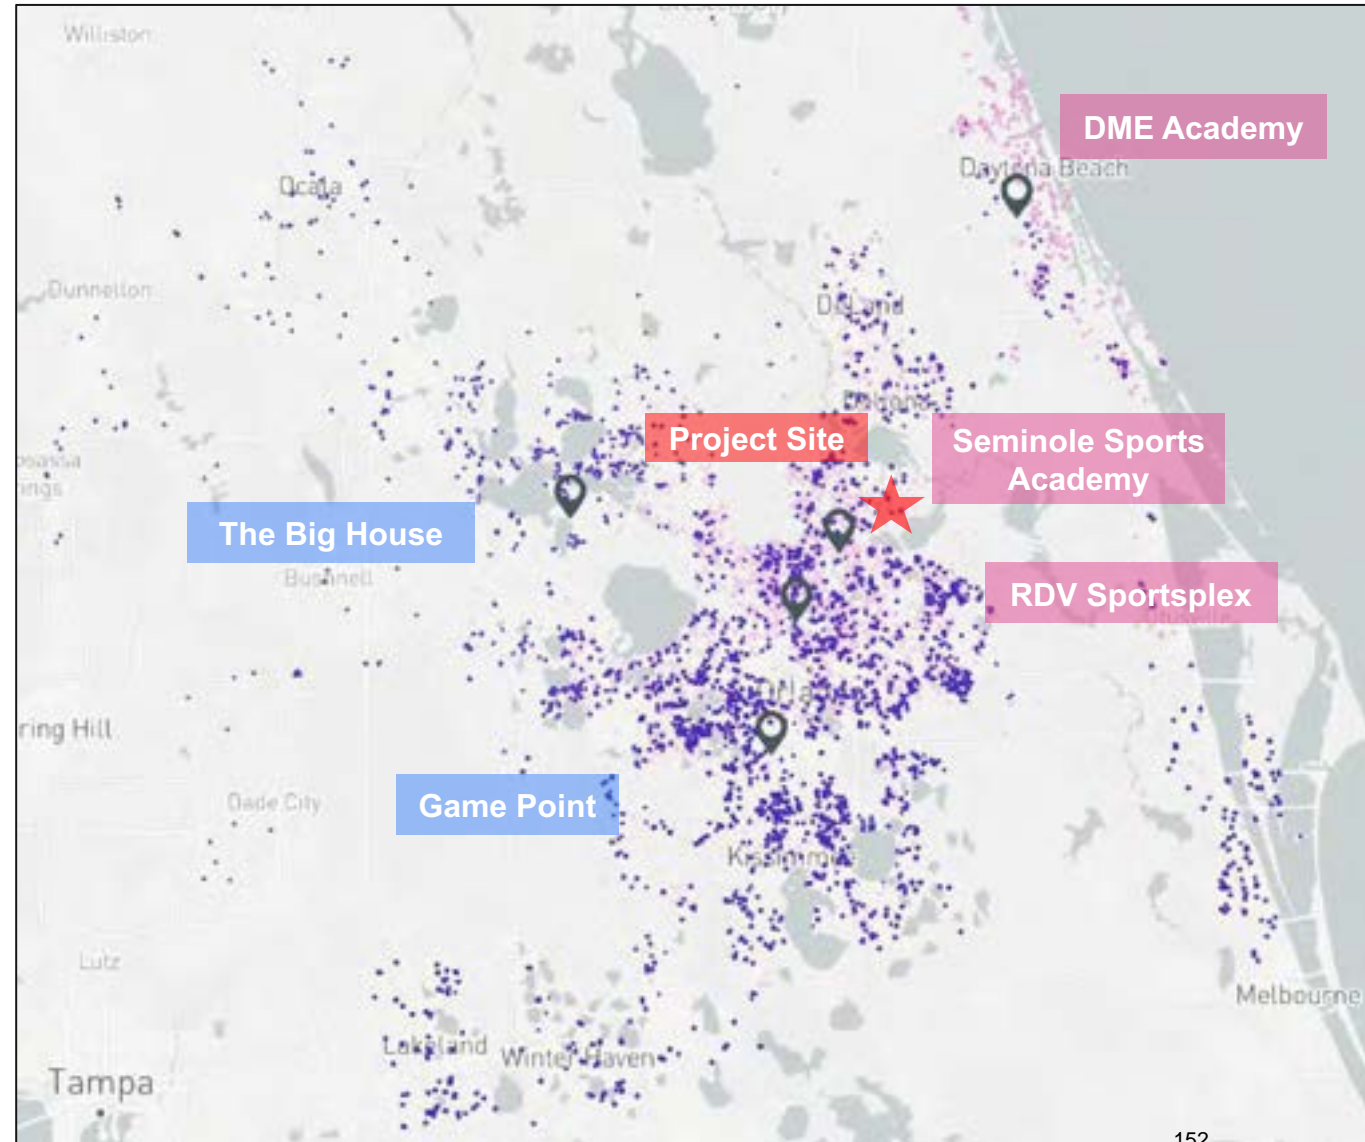 Williston
DME Academy
Daytona Beach
Ocala
Dunnellon
DeLand
Project Site
Seminole Sports
Academy
The Big House
Bushnell
RDV Sportsplex
ring Hill
Game Point
Dade City
Kissimmee
Lutz
Melbourne
Lakeland
Winter Haven
Tampa
152